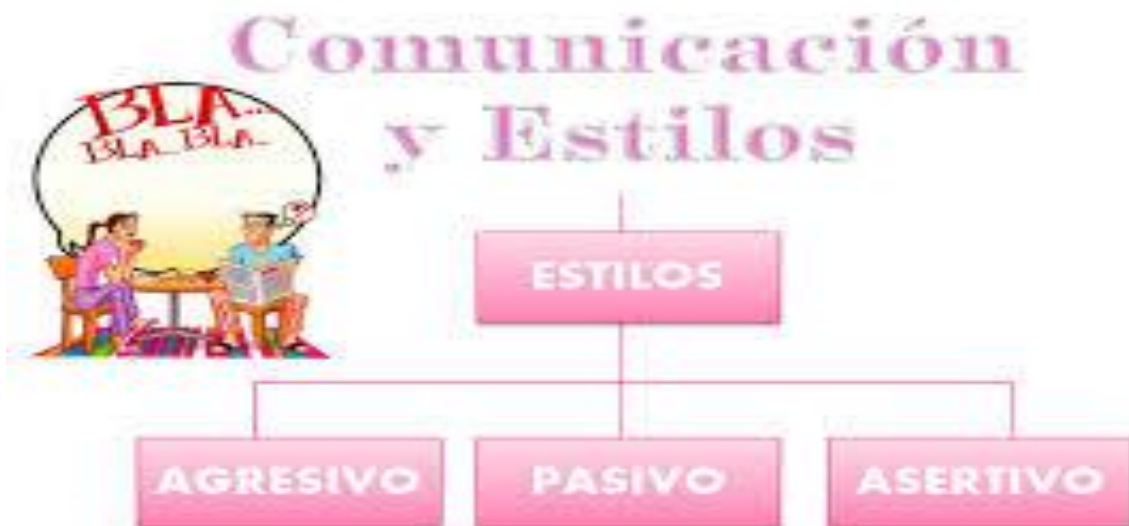 Comunicación
y Estilos
BLA...
BLA... BLA...
ESTILOS
AGRESIVO
PASIVO
ASERTIVO